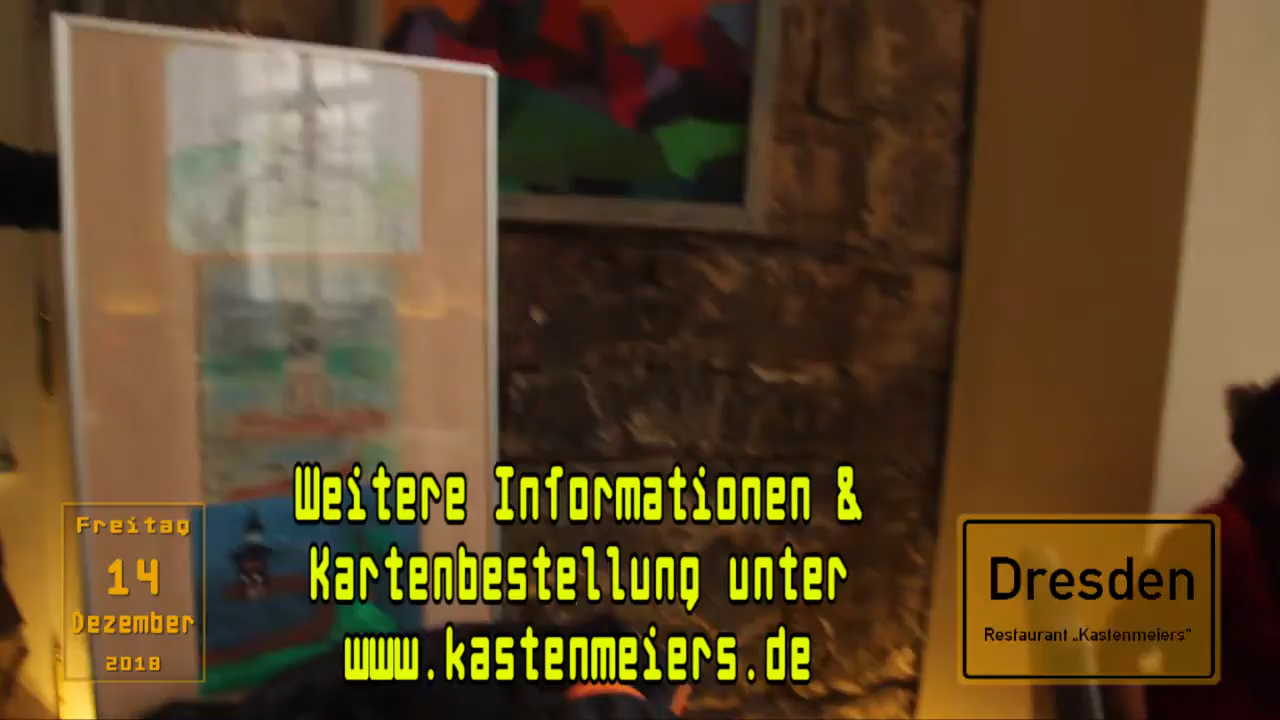 Weitere Informationen &
Kartenbestellung unter
www.kastenmeiers.de
Freitag
14
Dezember
2018
Dresden
Restaurant „Kastenmeiers“